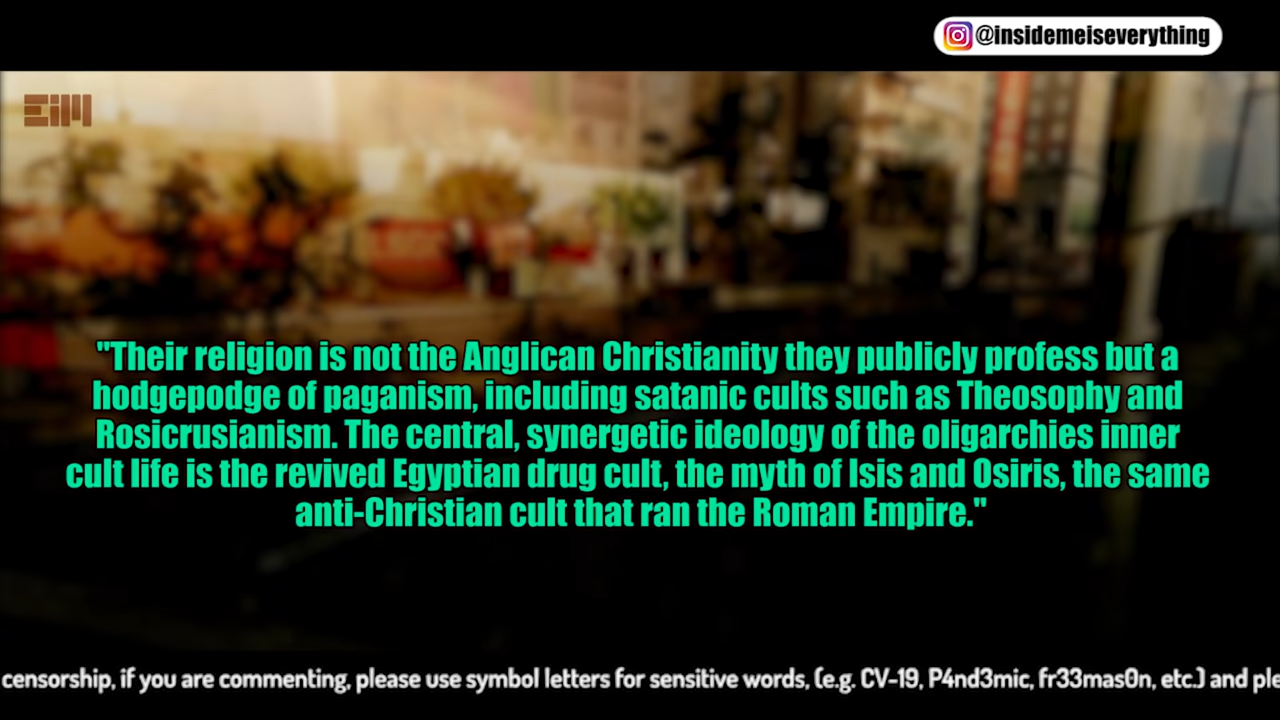 @insidemeiseverything
EiM
"Their religion is not the Anglican Christianity they publicly profess but a
hodgepodge of paganism, including satanic cults such as Theosophy and
Rosicrusianism. The central, synergetic ideology of the oligarchies inner
cult life is the revived Egyptian drug cult, the myth of Isis and Osiris, the same
anti-Christian cult that ran the Roman Empire."
censorship, if you are commenting, please use symbol letters for sensitive words, (e.g. CV-19, P4nd3mic, fr33mas0n, etc.) and ple